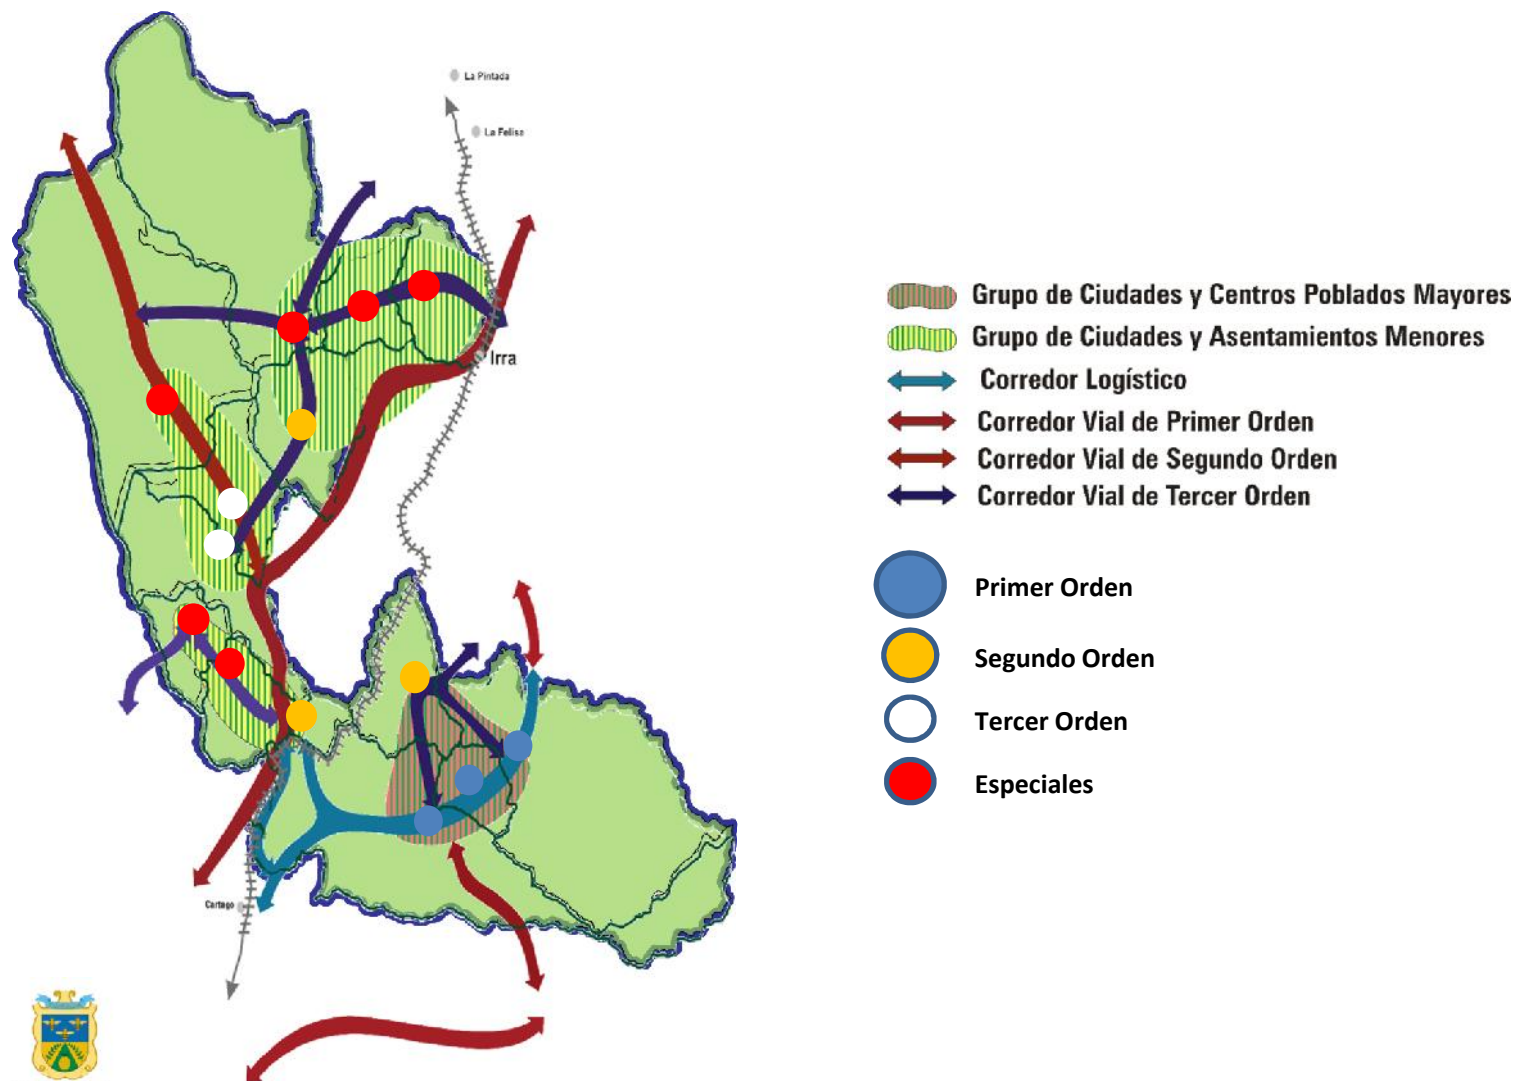 La Pintada
La Felisa
Irra
Cartago
Grupo de Ciudades y Centros Poblados Mayores
Grupo de Ciudades y Asentamientos Menores
Corredor Logístico
Corredor Vial de Primer Orden
Corredor Vial de Segundo Orden
Corredor Vial de Tercer Orden
Primer Orden
Segundo Orden
Tercer Orden
Especiales